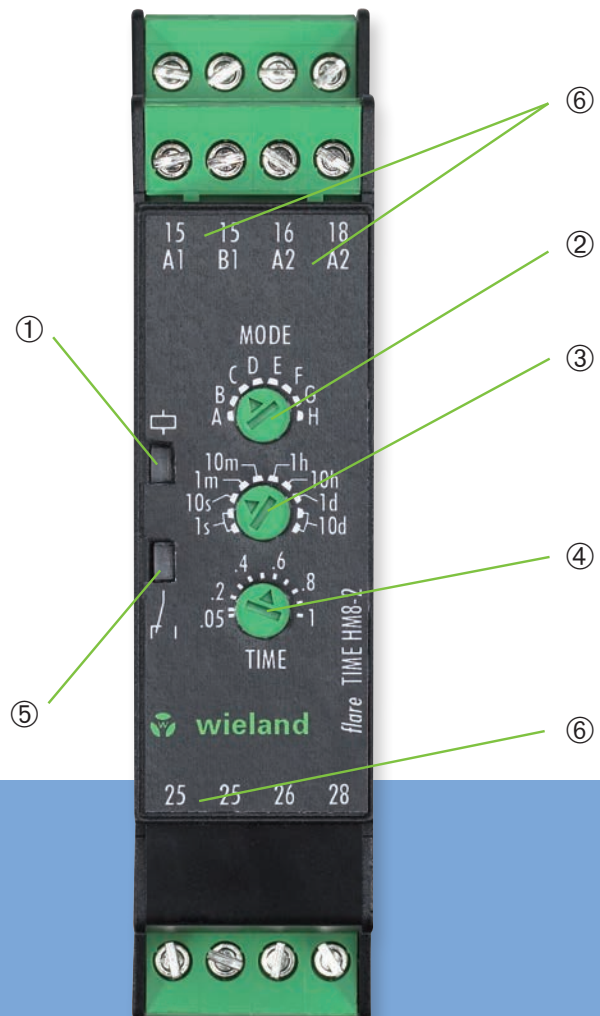 ⑥
15 15 16 18
A1 B1 A2 A2
②
MODE
①
③
A B C D E F G H
1s 10s 1m 10m 1h 10h 1d 10d
④
.05 .2 .4 .6 .8 1
TIME
flare TIME HM8-2
⑤
W wieland
⑥
25 25 26 28